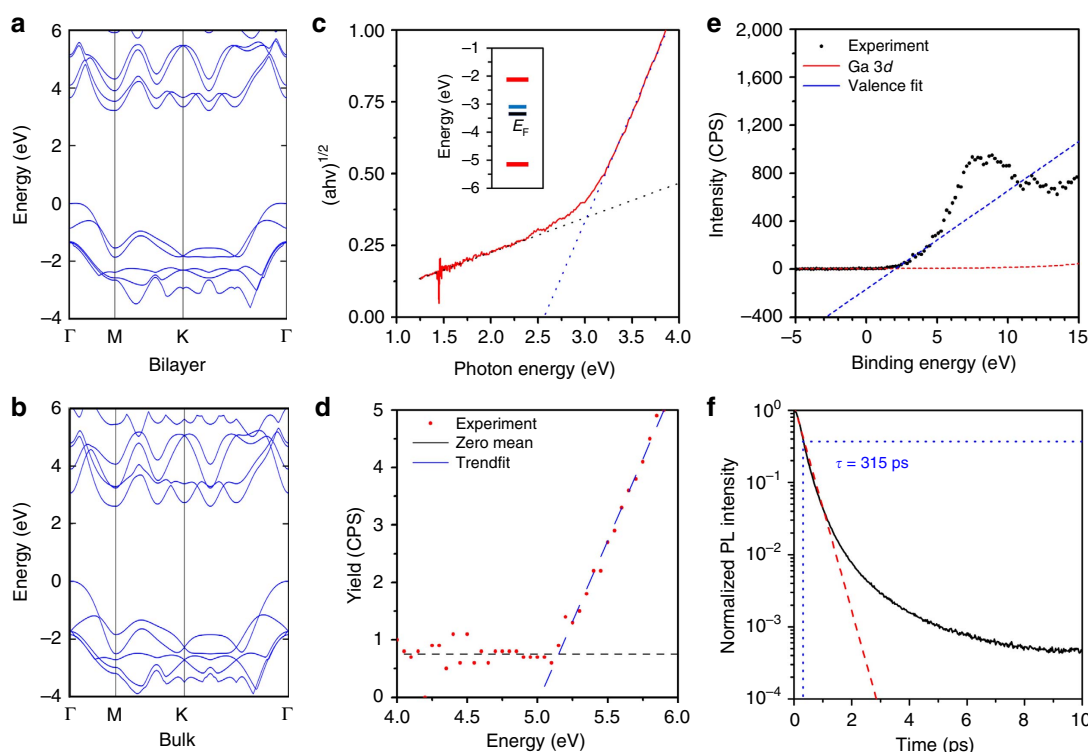 a
6
4
2
0
−2
−4
Energy (eV)
Γ
M
K
Γ
Bilayer
b
6
4
2
0
−2
−4
Energy (eV)
Γ
M
K
Γ
Bulk
c
1.00
0.75
0.50
0.25
0.00
(ahv)1/2
−1
−2
−3
−4
−5
−6
Energy (eV)
EF
1.0
1.5
2.0
2.5
3.0
3.5
4.0
Photon energy (eV)
d
5
4
3
2
1
0
Yield (CPS)
Experiment
Zero mean
Trendfit
4.0
4.5
5.0
5.5
6.0
Energy (eV)
e
2,000
1,600
1,200
800
400
0
−400
Intensity (CPS)
Experiment
Ga 3d
Valence fit
−5
0
5
10
15
Binding energy (eV)
f
100
10−1
10−2
10−3
10−4
Normalized PL intensity
τ = 315 ps
0
2
4
6
8
10
Time (ps)